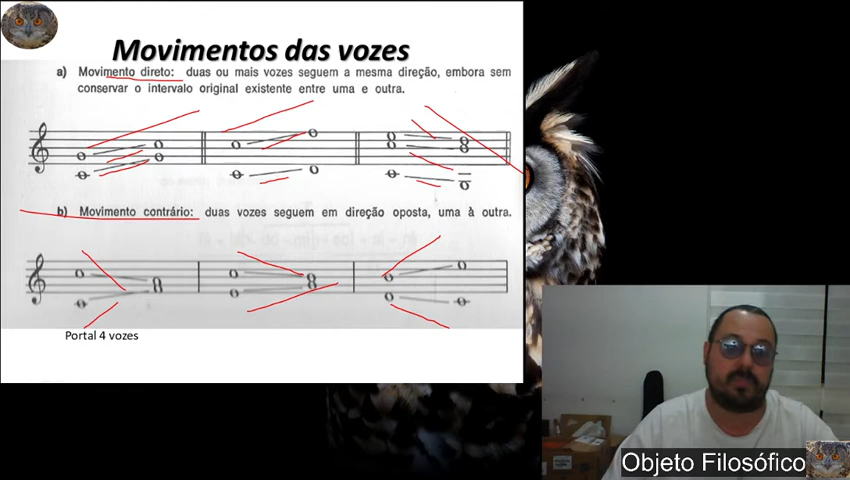 Movimentos das vozes
a) Movimento direto: duas ou mais vozes seguem a mesma direção, embora sem
conservar o intervalo original existente entre uma e outra.
b) Movimento contrário: duas vozes seguem em direção oposta, uma à outra.
Portal 4 vozes
Objeto Filosófico